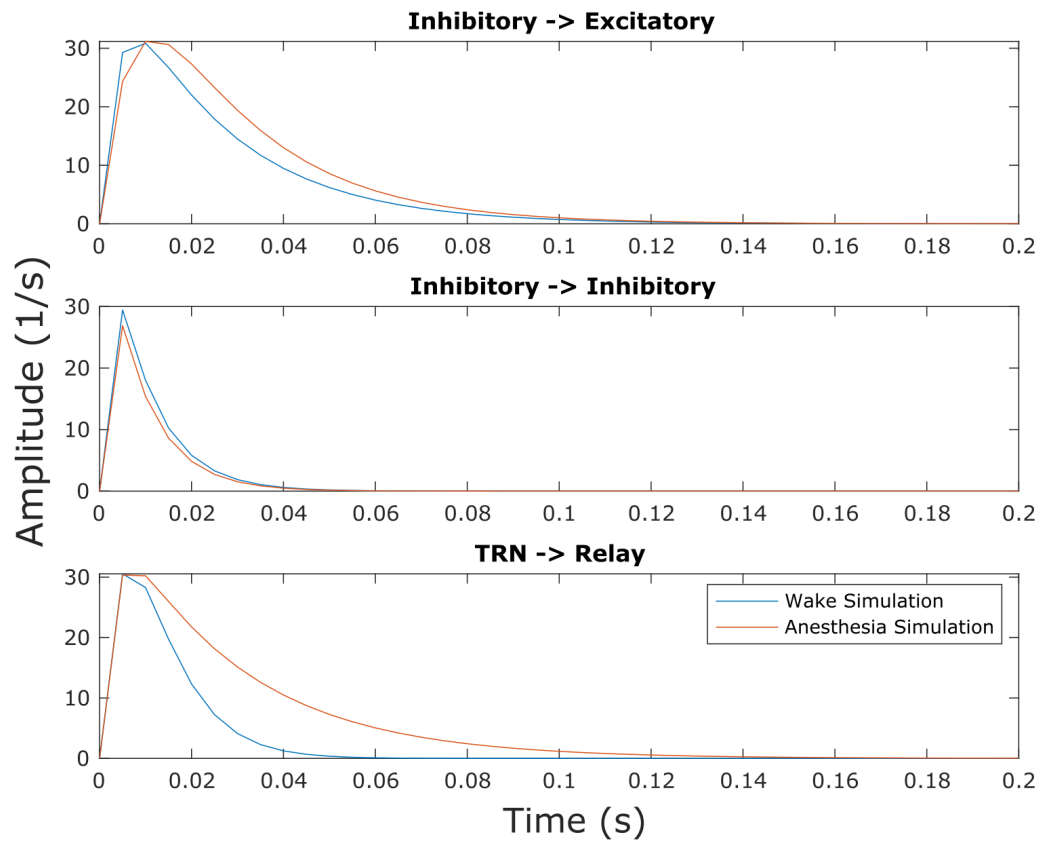 Inhibitory -> Excitatory
30
20
10
0
0 0.02 0.04 0.06 0.08 0.1 0.12 0.14 0.16 0.18 0.2
Inhibitory -> Inhibitory
30
20
10
0
0 0.02 0.04 0.06 0.08 0.1 0.12 0.14 0.16 0.18 0.2
Amplitude (1/s)
TRN -> Relay
30
20
10
0
Wake Simulation
Anesthesia Simulation
0 0.02 0.04 0.06 0.08 0.1 0.12 0.14 0.16 0.18 0.2
Time (s)